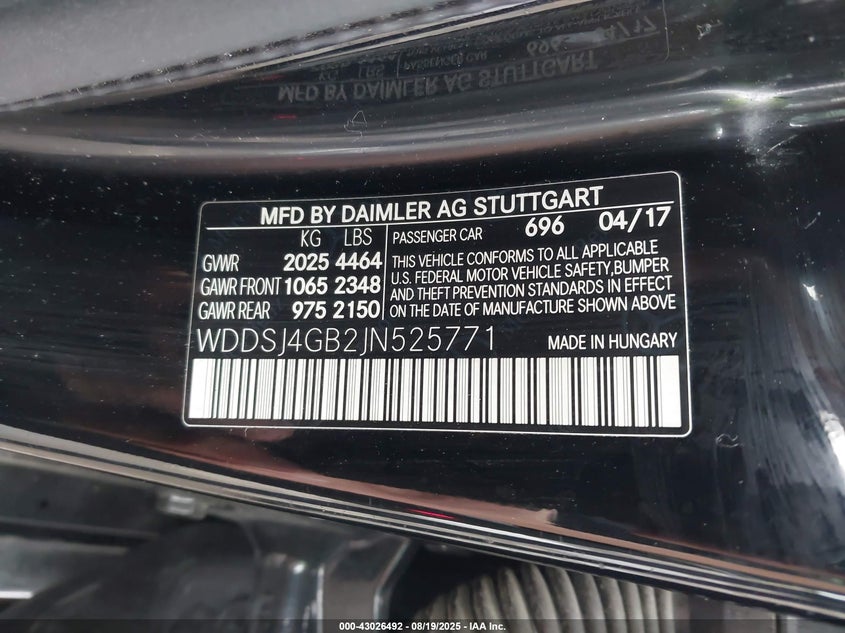 MFD BY DAIMLER AG STUTTGART
KG LBS PASSENGER CAR 696 04/17
GVWR 2025 4464 THIS VEHICLE CONFORMS TO ALL APPLICABLE
U.S. FEDERAL MOTOR VEHICLE SAFETY,BUMPER
GAWR FRONT 1065 2348 AND THEFT PREVENTION STANDARDS IN EFFECT
GAWR REAR 975 2150 ON THE DATE OF MANUFACTURE SHOWN ABOVE
WDDSJ4GB2JN525771 MADE IN HUNGARY
000-43026492 - 08/19/2025 - IAA Inc.